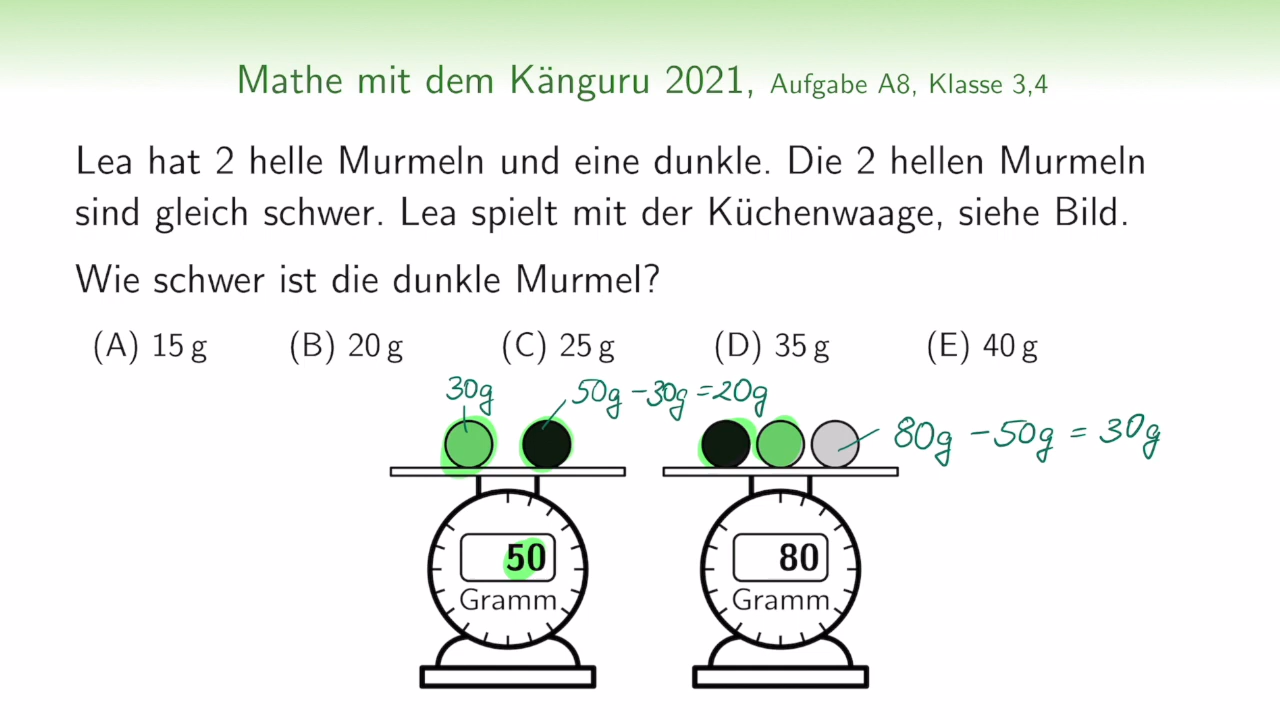 Mathe mit dem Känguru 2021, Aufgabe A8, Klasse 3,4
Lea hat 2 helle Murmeln und eine dunkle. Die 2 hellen Murmeln
sind gleich schwer. Lea spielt mit der Küchenwaage, siehe Bild.
Wie schwer ist die dunkle Murmel?
(A) 15 g (B) 20 g (C) 25 g (D) 35 g (E) 40 g
30g 50g - 30g = 20g
80g - 50g = 30g
50 80
Gramm Gramm